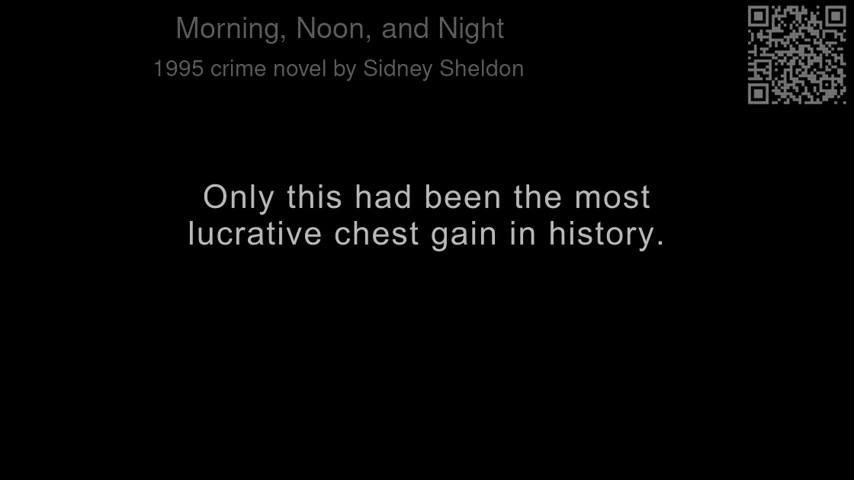 Morning, Noon, and Night
1995 crime novel by Sidney Sheldon
Only this had been the most
lucrative chest gain in history.